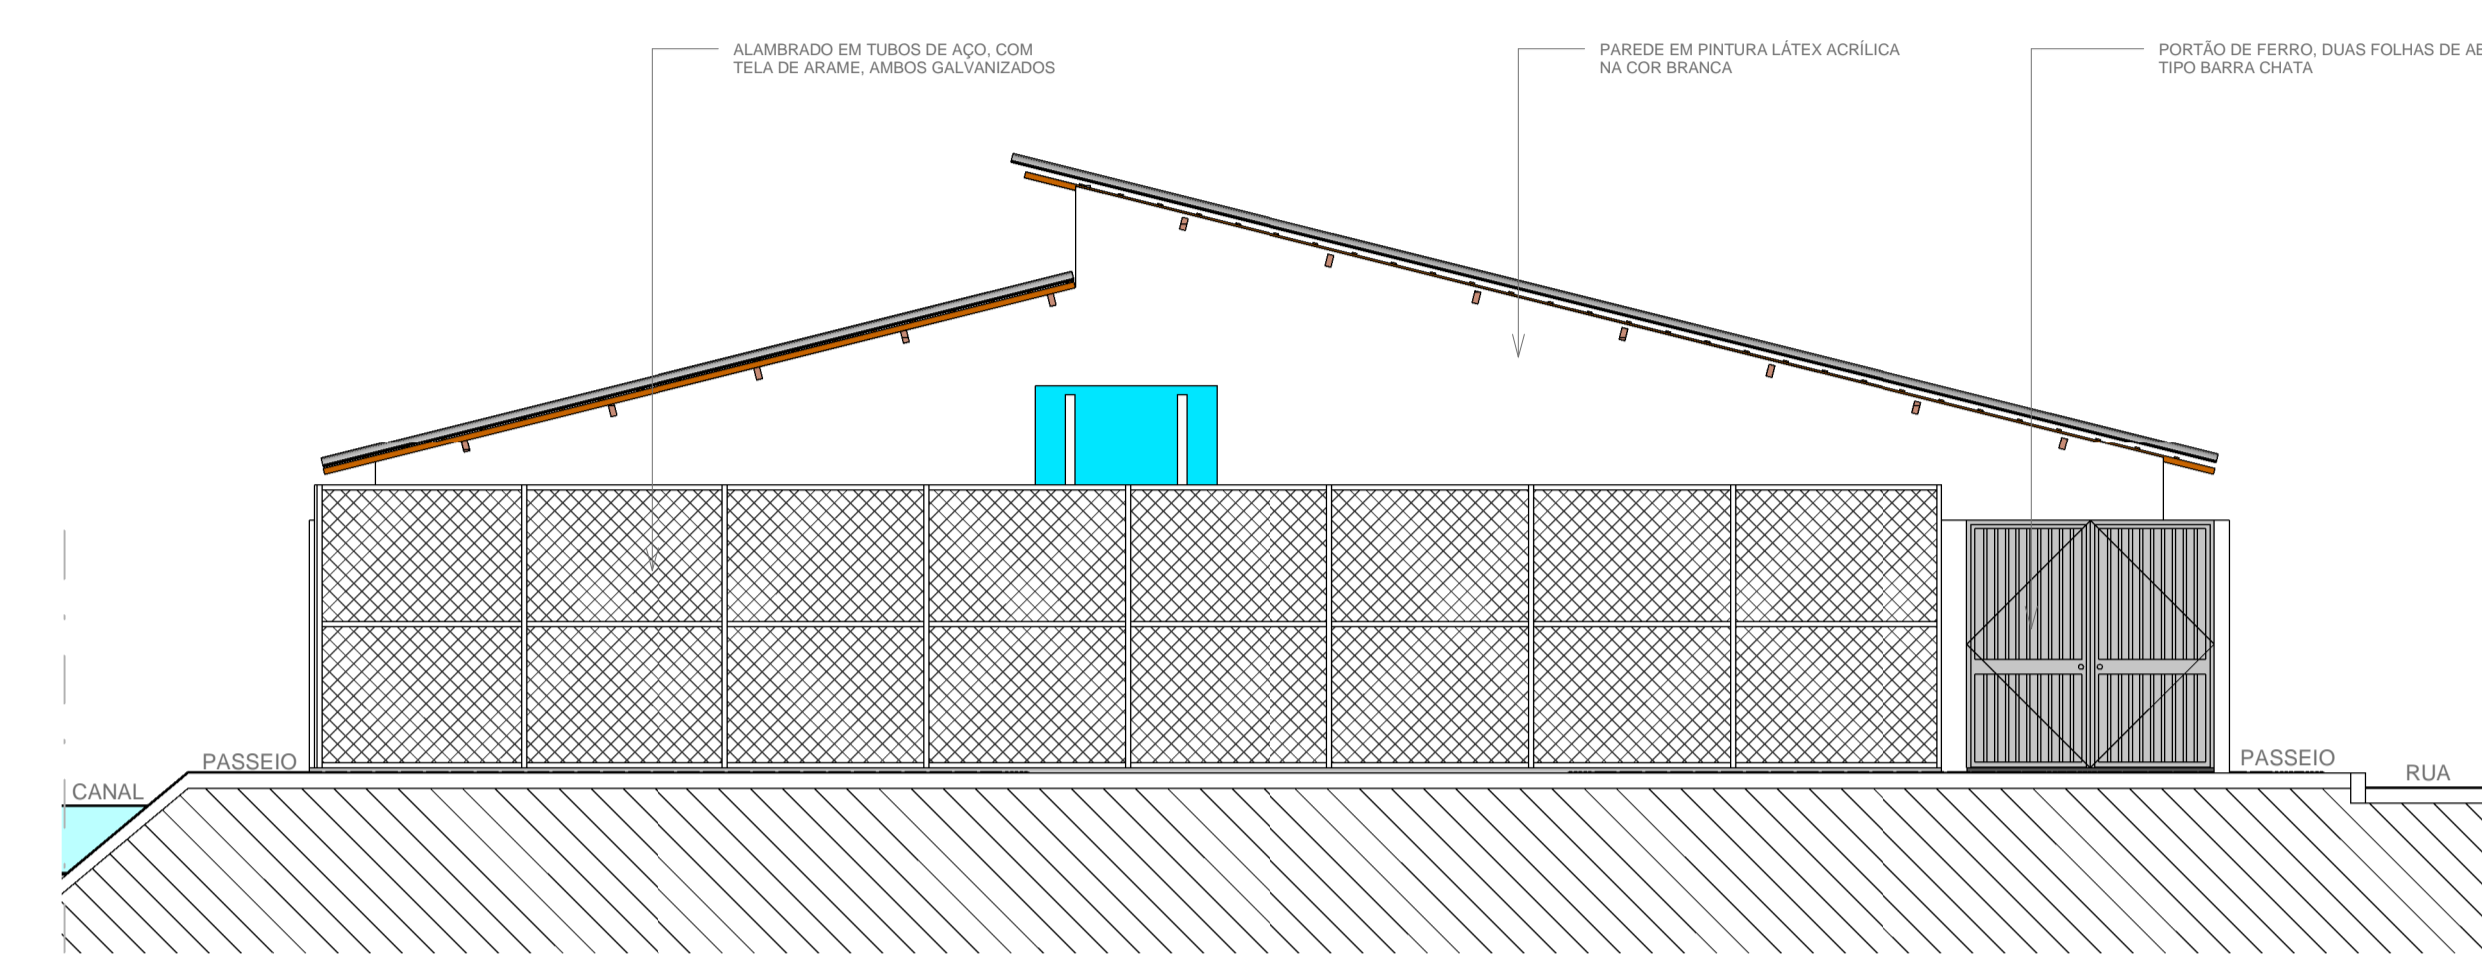 ALAMBRADO EM TUBOS DE AÇO, COM
TELA DE ARAME, AMBOS GALVANIZADOS
PAREDE EM PINTURA LÁTEX ACRÍLICA
NA COR BRANCA
PORTÃO DE FERRO, DUAS FOLHAS DE
TIPO BARRA CHATA
PASSEIO
CANAL
PASSEIO
RUA